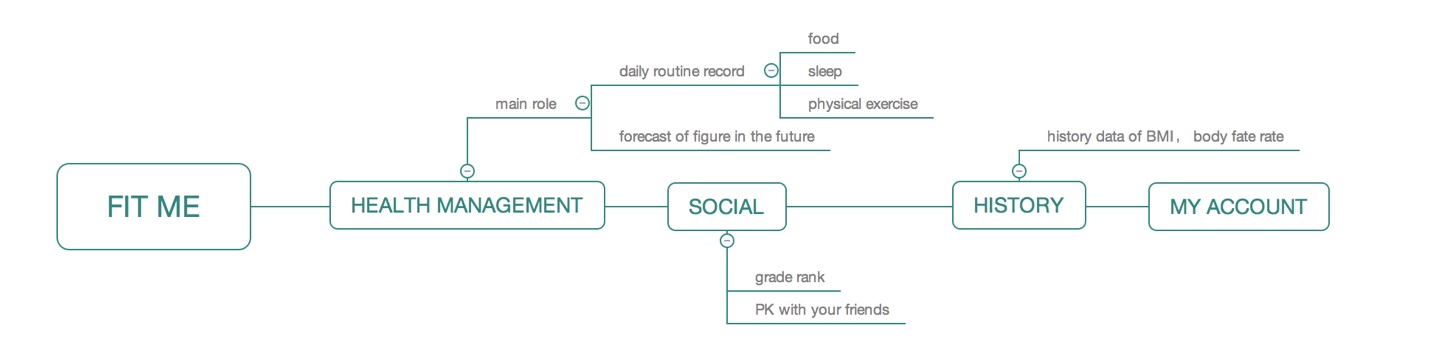 food
daily routine record
sleep
main role
physical exercise
forecast of figure in the future
history data of BMI， body fate rate
FIT ME
HEALTH MANAGEMENT
SOCIAL
HISTORY
MY ACCOUNT
grade rank
PK with your friends